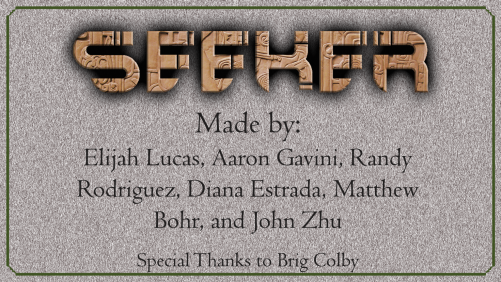 SEEKER
Made by:
Elijah Lucas, Aaron Gavini, Randy
Rodriguez, Diana Estrada, Matthew
Bohr, and John Zhu
Special Thanks to Brig Colby